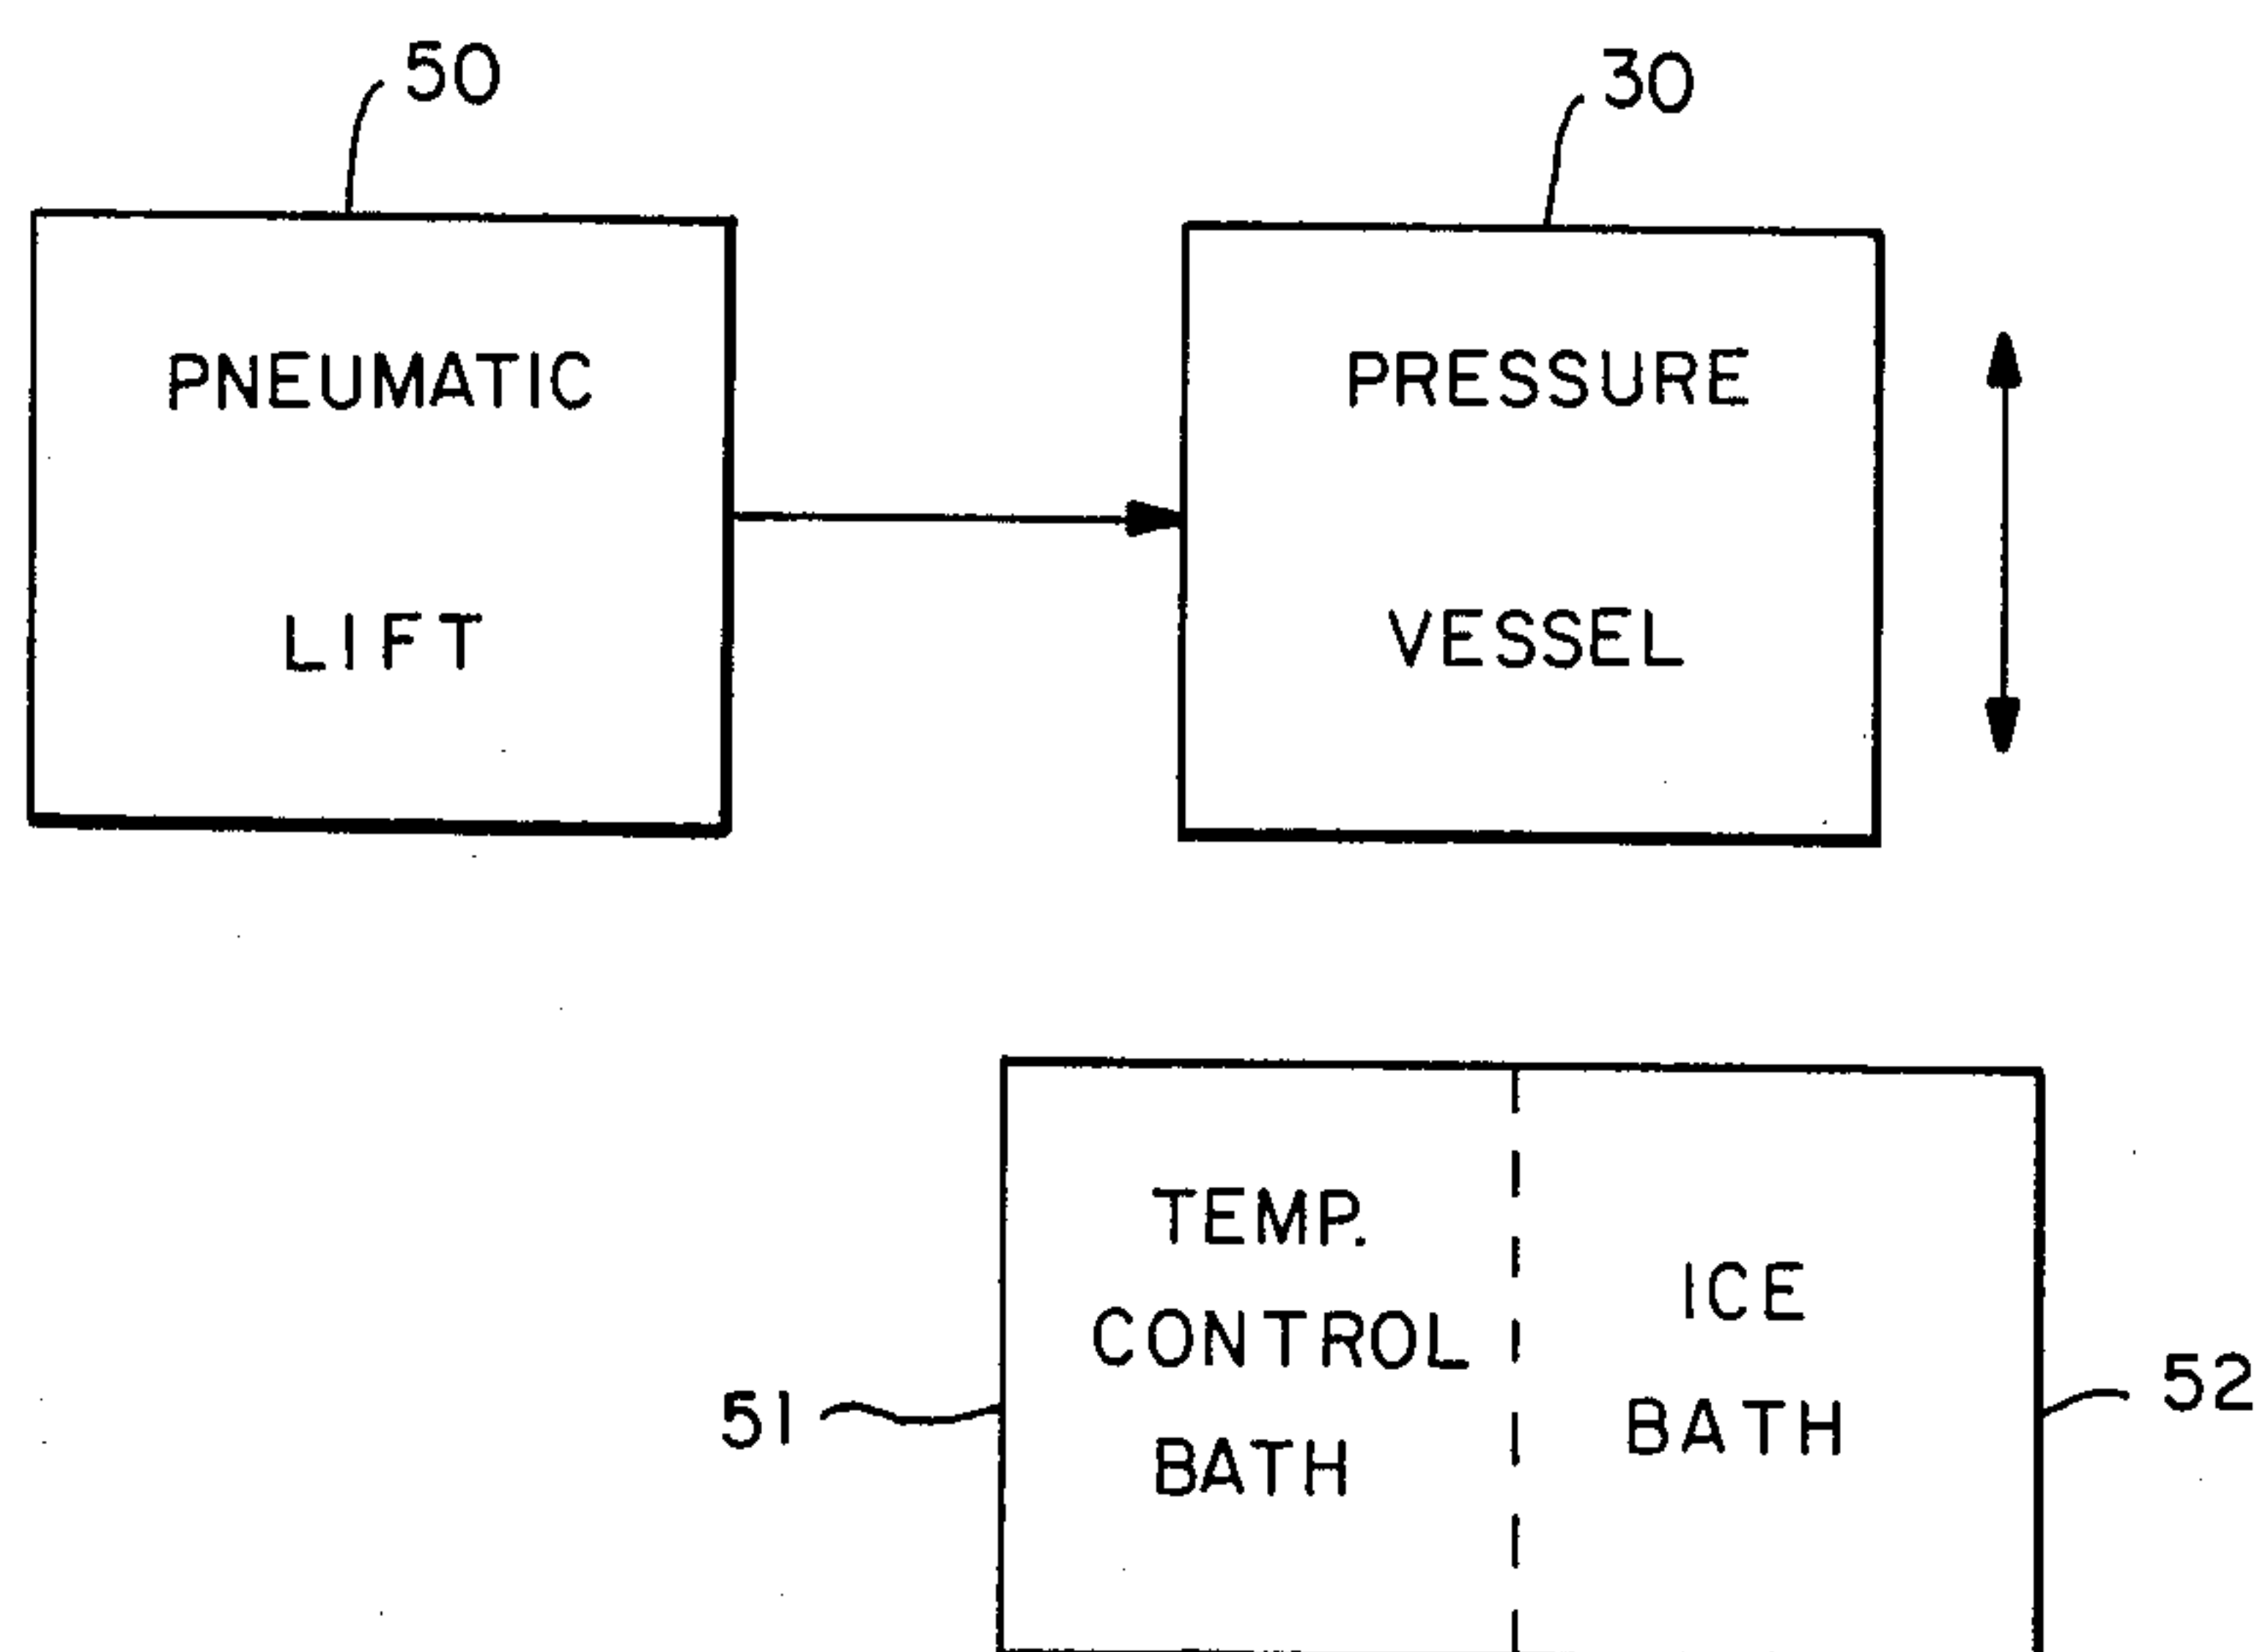 50
30
PNEUMATIC
LIFT
PRESSURE
VESSEL
TEMP.
CONTROL
BATH
ICE
BATH
51
52